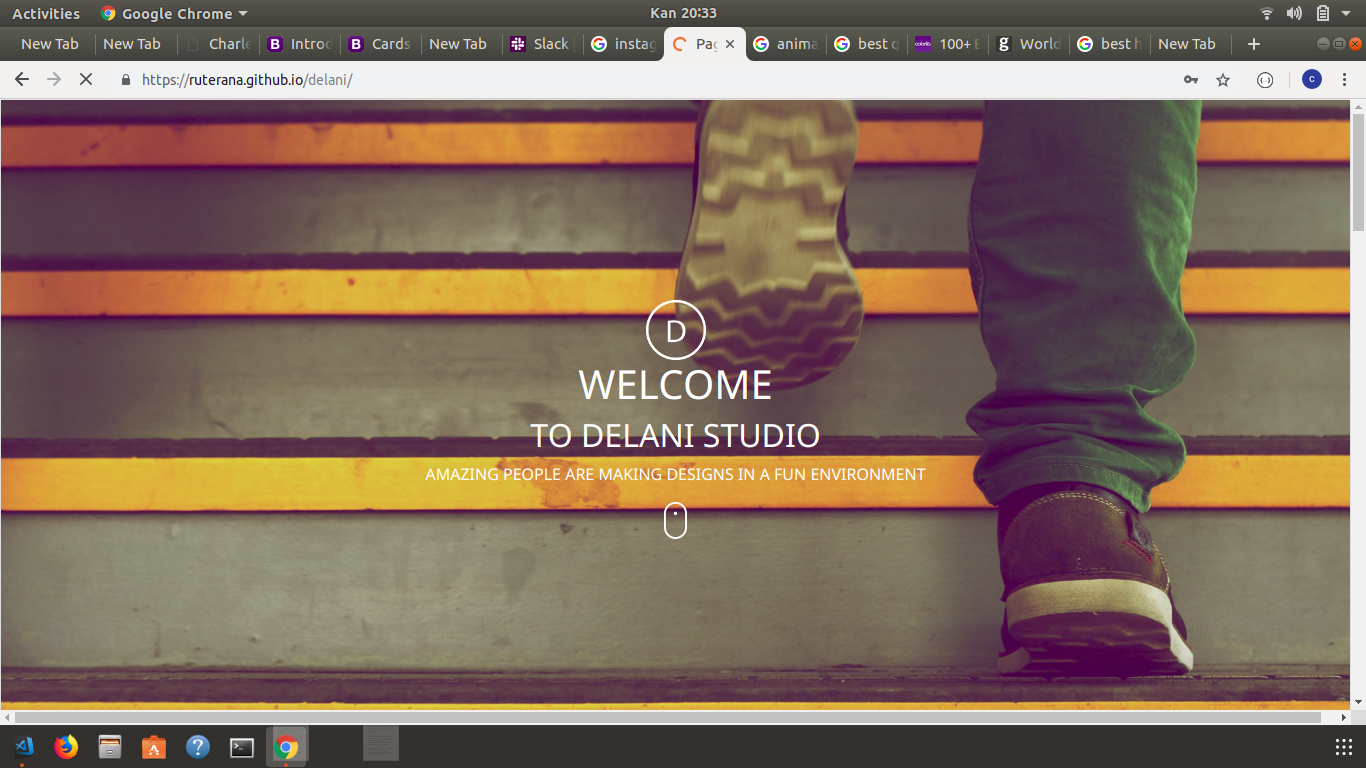 Activities Google Chrome Kan 20:33
New Tab New Tab Charle Introd Cards New Tab Slack instag Pag anima best q 100+ E World best h New Tab
https://ruterana.github.io/delani/ C
D
WELCOME
TO DELANI STUDIO
AMAZING PEOPLE ARE MAKING DESIGNS IN A FUN ENVIRONMENT